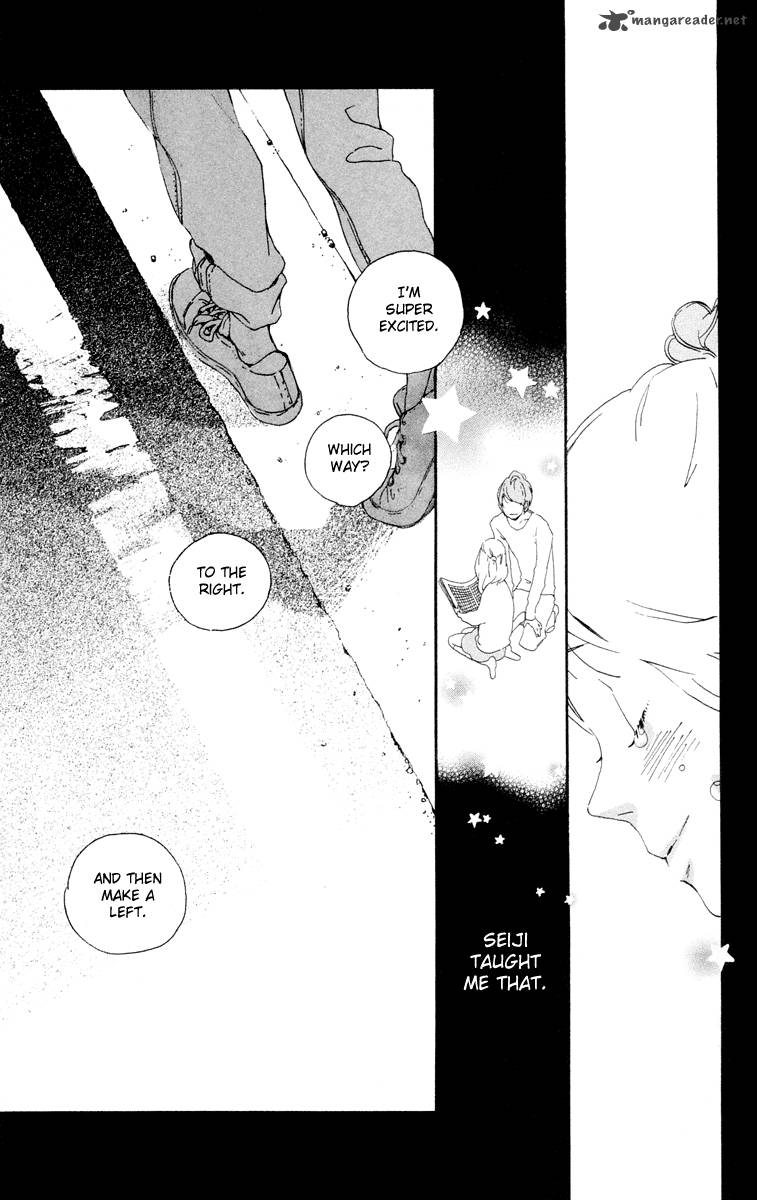 mangareader.net
SEIJI
TAUGHT
ME THAT.
I'M
SUPER
EXCITED.
WHICH
WAY?
TO THE
RIGHT.
AND THEN
MAKE A
LEFT.